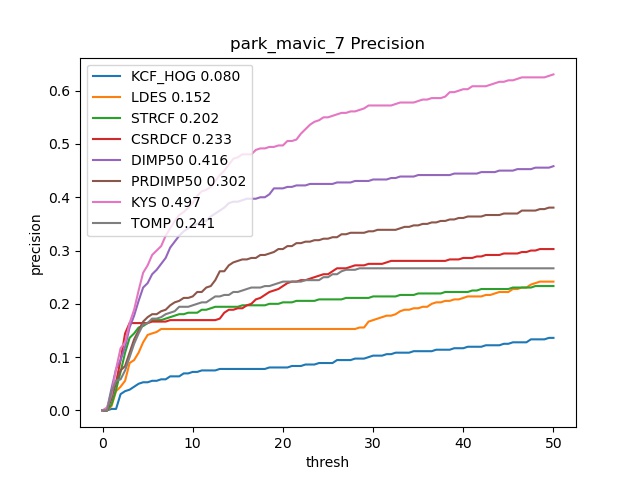 park_mavic_7 Precision
KCF_HOG 0.080
LDES 0.152
STRCF 0.202
CSRDCF 0.233
DIMP50 0.416
PRDIMP50 0.302
KYS 0.497
TOMP 0.241
precision
0.6
0.5
0.4
0.3
0.2
0.1
0.0
0 10 20 30 40 50
thresh